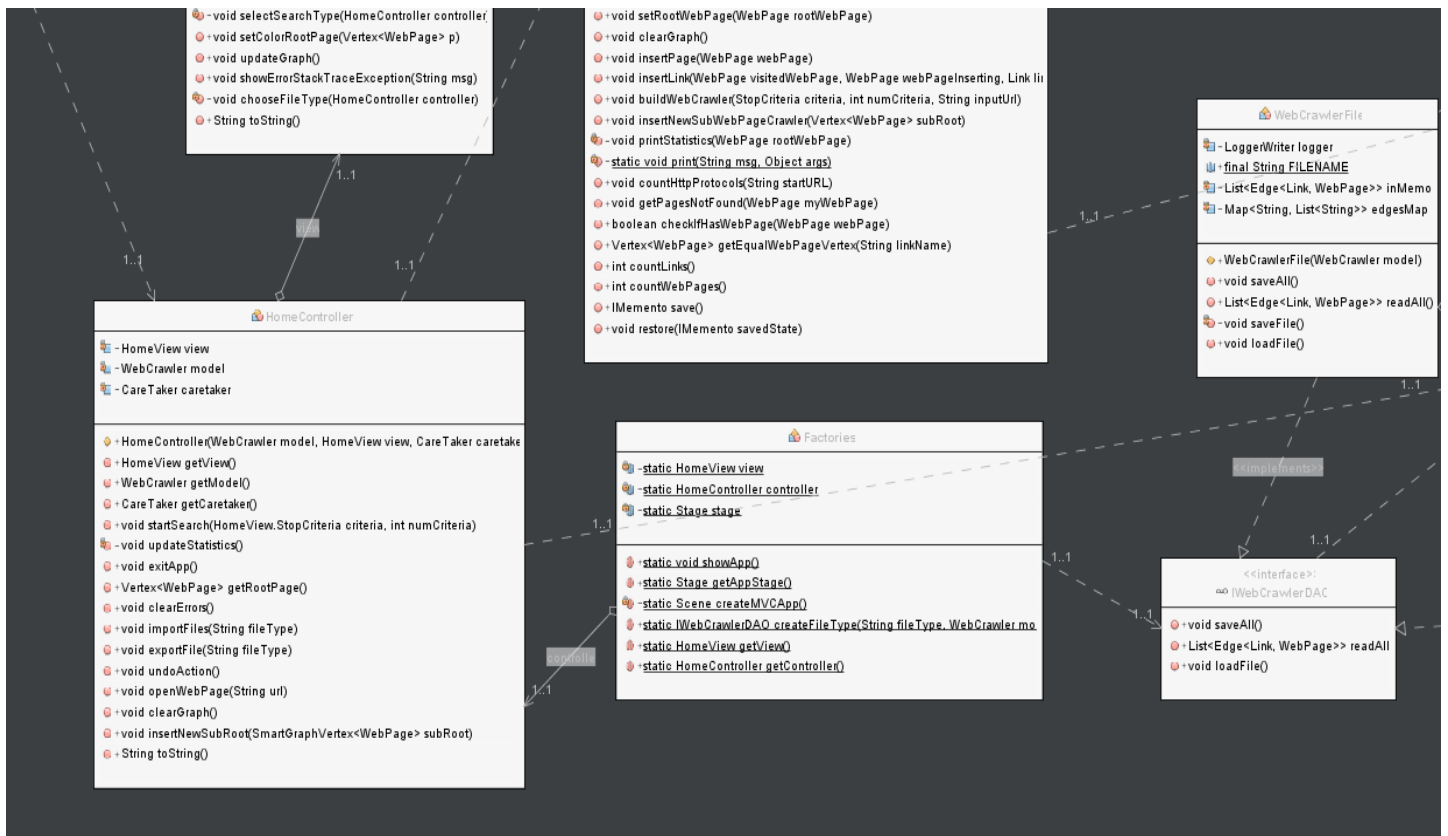 -void selectSearchType(HomeController controller)
+void setColorRootPage(Vertex<WebPage> p)
+void updateGraph()
+void showErrorStackTraceException(String msg)
-void chooseFileType(HomeController controller)
+String toString()
+void setRootWebPage(WebPage rootWebPage)
+void clearGraph()
+void insertPage(WebPage webPage)
+void insertLink(WebPage visitedWebPage, WebPage webPageInserting, Link lin
+void buildWebCrawler(StopCriteria criteria, int numCriteria, String inputUrl)
+void insertNewSubWebPageCrawler(Vertex<WebPage> subRoot)
-void printStatistics(WebPage rootWebPage)
-static void print(String msg, Object args)
+void countHttpProtocols(String startURL)
+void getPagesNotFound(WebPage myWebPage)
+boolean checkIfHasWebPage(WebPage webPage)
+Vertex<WebPage> getEqualWebPageVertex(String linkName)
+int countLinks()
+int countWebPages()
+IMemento save()
+void restore(IMemento savedState)
WebCrawlerFile
-LoggerWriter logger
+final String FILENAME
-List<Edge<Link, WebPage>> inMemo
-Map<String, List<String>> edgesMap
+WebCrawlerFile(WebCrawler model)
+void saveAll()
+List<Edge<Link, WebPage>> readAll()
-void saveFile()
+void loadFile()
1..1
view
1..1
1..1
1..1
1..1
HomeController
-HomeView view
-WebCrawler model
-CareTaker caretaker
+HomeController(WebCrawler model, HomeView view, CareTaker caretake
+HomeView getView()
+WebCrawler getModel()
+CareTaker getCaretaker()
+void startSearch(HomeView.StopCriteria criteria, int numCriteria)
-void updateStatistics()
+void exitApp()
+Vertex<WebPage> getRootPage()
+void clearErrors()
+void importFiles(String fileType)
+void exportFile(String fileType)
+void undoAction()
+void openWebPage(String url)
+void clearGraph()
+void insertNewSubRoot(SmartGraphVertex<WebPage> subRoot)
+String toString()
Factories
-static HomeView view
-static HomeController controller
-static Stage stage
+static void showApp()
+static Stage getAppStage()
-static Scene createMVCApp()
+static IWebCrawlerDAO createFileType(String fileType, WebCrawler mo
+static HomeView getView()
+static HomeController getController()
1..1
controlle
1..1
1..1
1..1
<<implements>>
1..1
<<interface>>
IWebCrawlerDAO
+void saveAll()
+List<Edge<Link, WebPage>> readAll
+void loadFile()